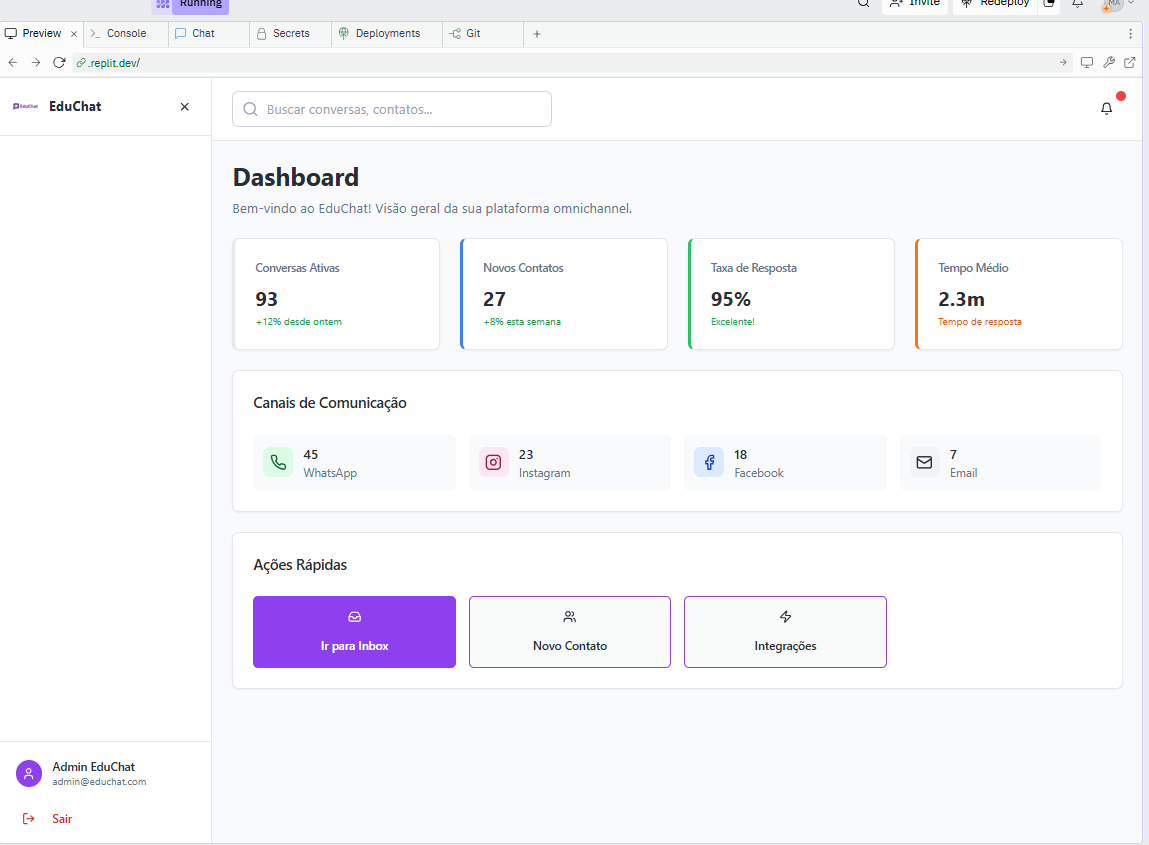 Running
Invite
Redeploy
MA
Preview
Console
Chat
Secrets
Deployments
Git
.replit.dev/
EduChat
EduChat
Buscar conversas, contatos...
Dashboard
Bem-vindo ao EduChat! Visão geral da sua plataforma omnichannel.
Conversas Ativas
93
+12% desde ontem
Novos Contatos
27
+8% esta semana
Taxa de Resposta
95%
Excelente!
Tempo Médio
2.3m
Tempo de resposta
Canais de Comunicação
45
WhatsApp
23
Instagram
18
Facebook
7
Email
Ações Rápidas
Ir para Inbox
Novo Contato
Integrações
Admin EduChat
admin@educhat.com
Sair